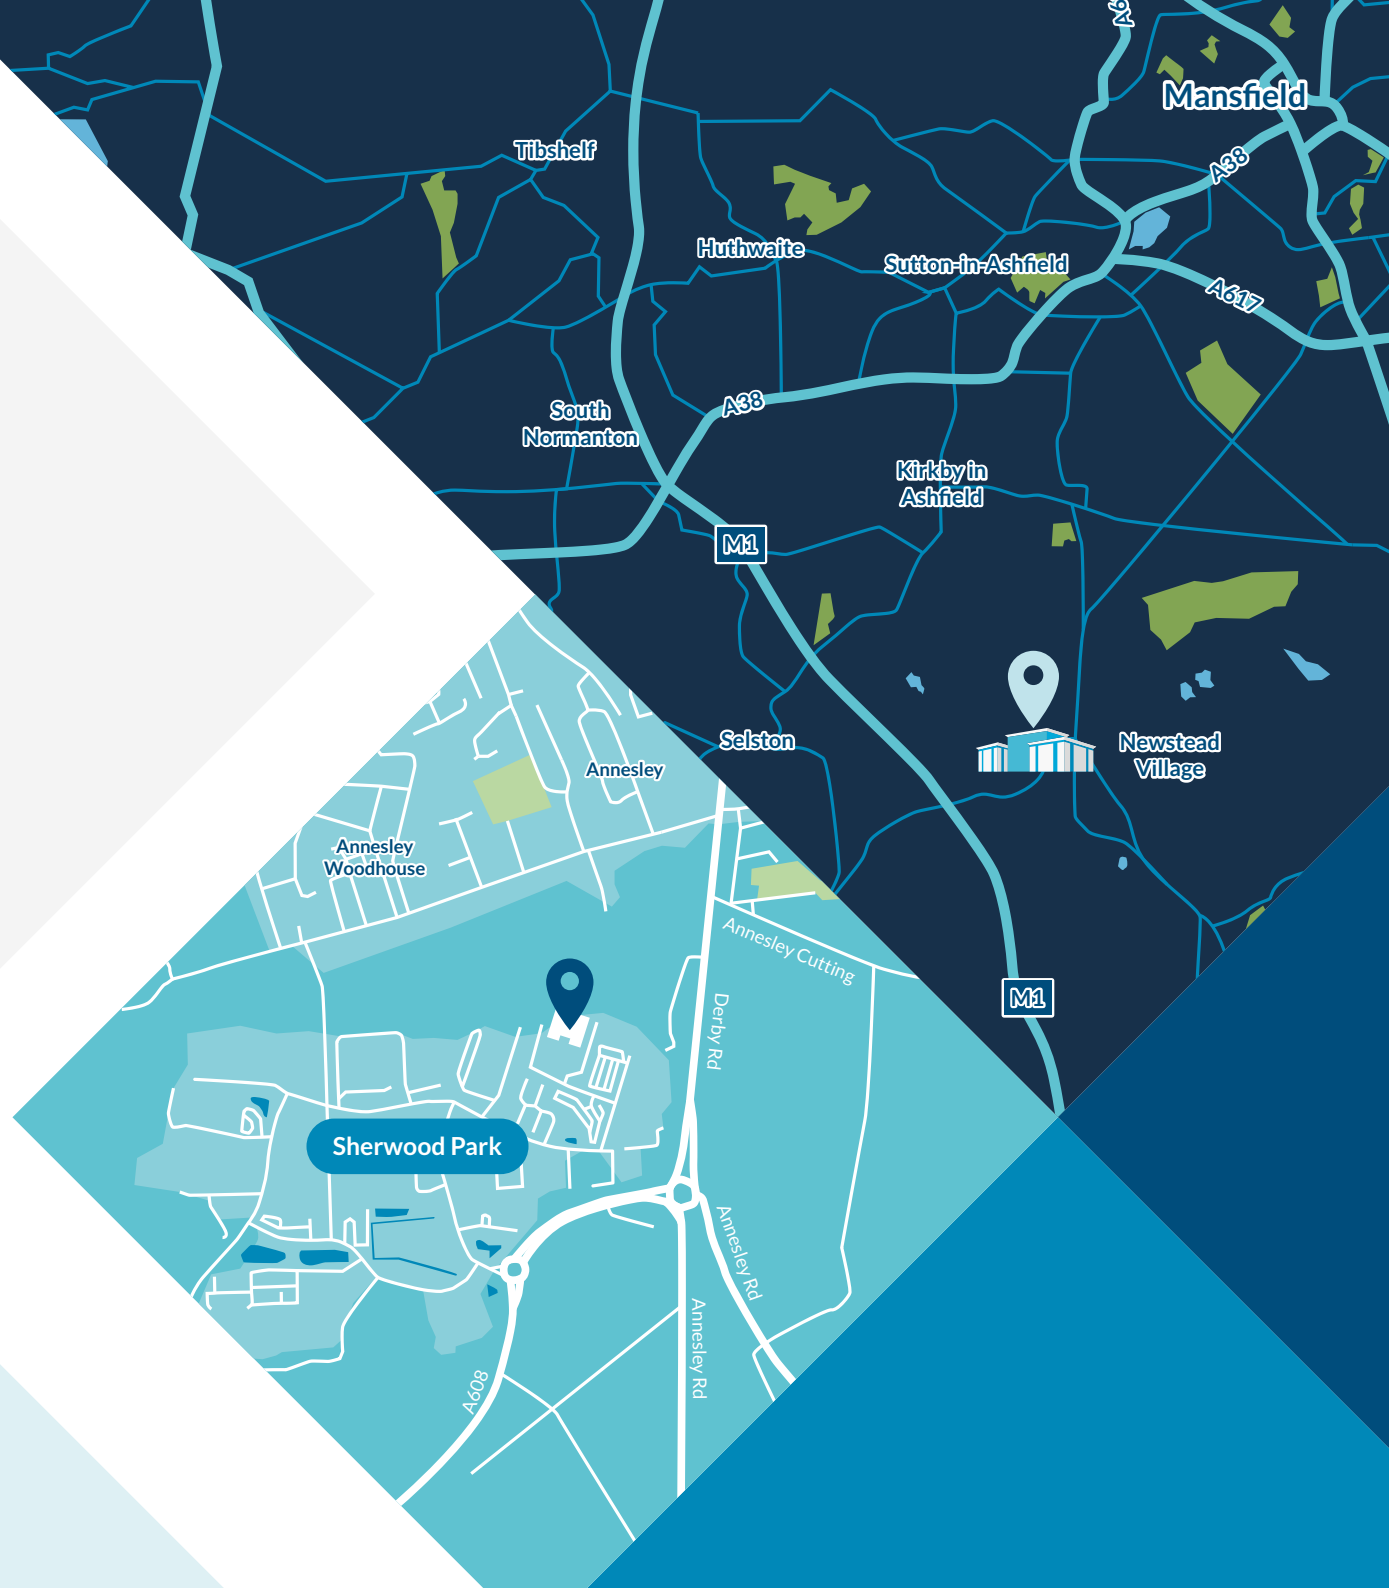 A6
Mansfield
Tibshelf
A38
Huthwaite
Sutton-in-Ashfield
A617
A38
South
Normanton
Kirkby in
Ashfield
M1
Selston
Newstead
Village
Annesley
Annesley
Woodhouse
Annesley Cutting
M1
Derby Rd
Sherwood Park
Annesley Rd
Annesley Rd
A608